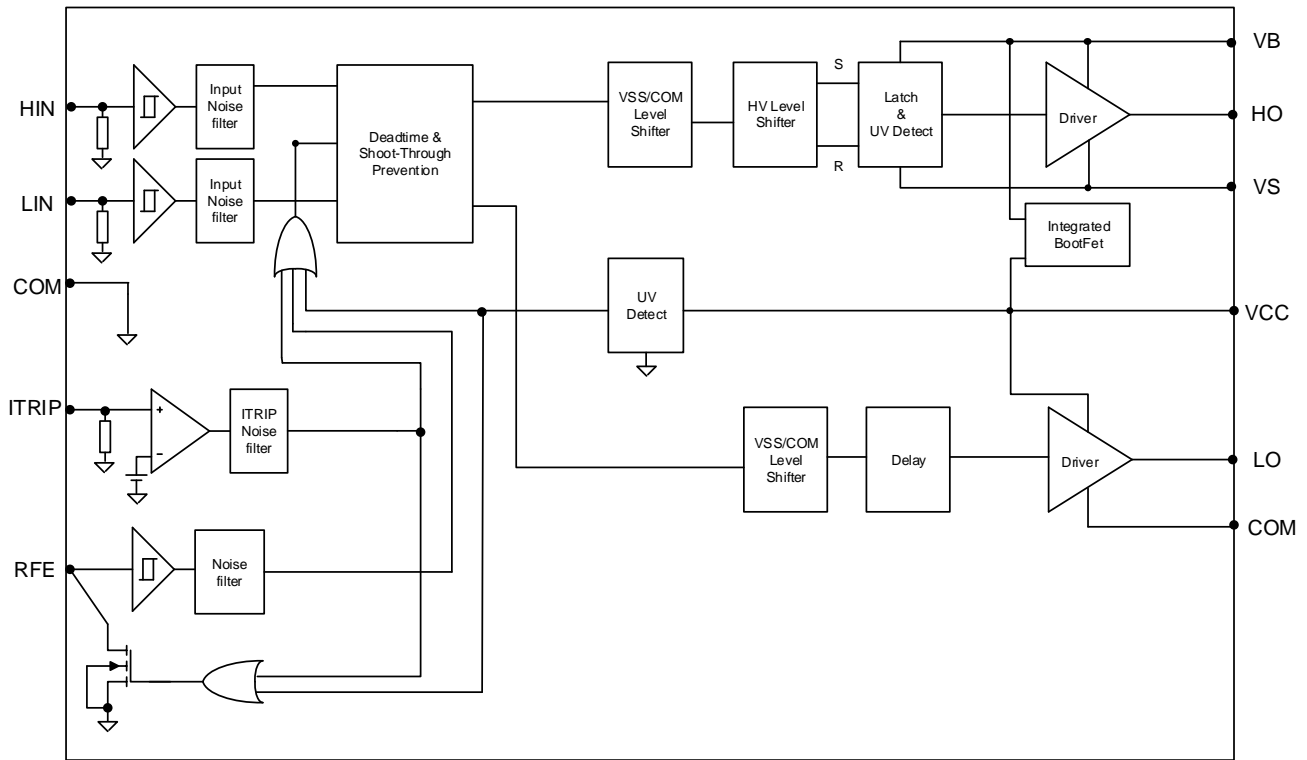 VB
HIN
Input
Noise
filter
Deadtime &
Shoot-Through
Prevention
VSS/COM
Level
Shifter
HV Level
Shifter
S
R
Latch
&
UV Detect
Driver
HO
LIN
Input
Noise
filter
VS
Integrated
BootFet
COM
UV
Detect
VCC
ITRIP
+
–
ITRIP
Noise
filter
VSS/COM
Level
Shifter
Delay
Driver
LO
COM
RFE
Noise
filter